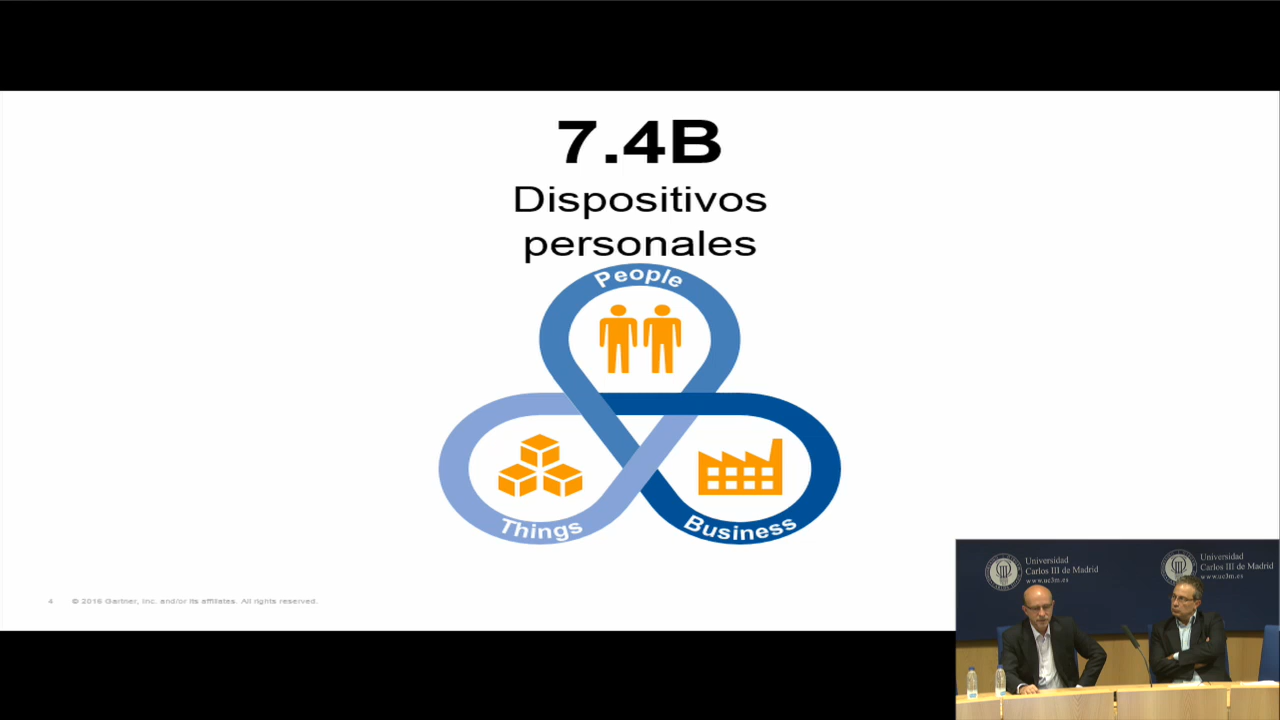 7.4B
Dispositivos
personales
People
Things
Business
4 © 2016 Gartner, Inc. and/or its affiliates. All rights reserved.
Universidad
Carlos III de Madrid
www.uc3m.es
Universidad
Carlos III de Madrid
www.uc3m.es